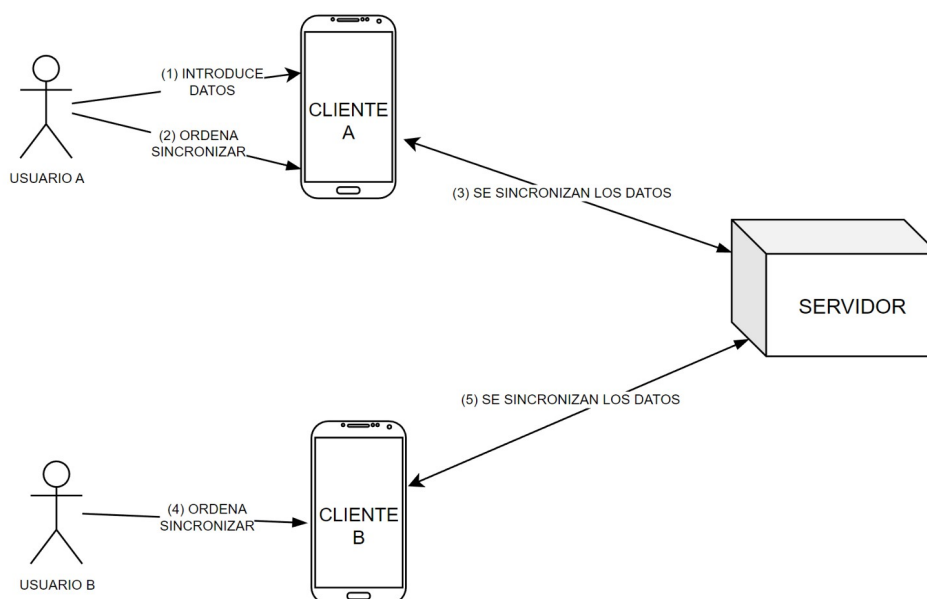 (1) INTRODUCE
DATOS
CLIENTE
A
(2) ORDENA
SINCRONIZAR
USUARIO A
(3) SE SINCRONIZAN LOS DATOS
SERVIDOR
(5) SE SINCRONIZAN LOS DATOS
(4) ORDENA
SINCRONIZAR
CLIENTE
B
USUARIO B